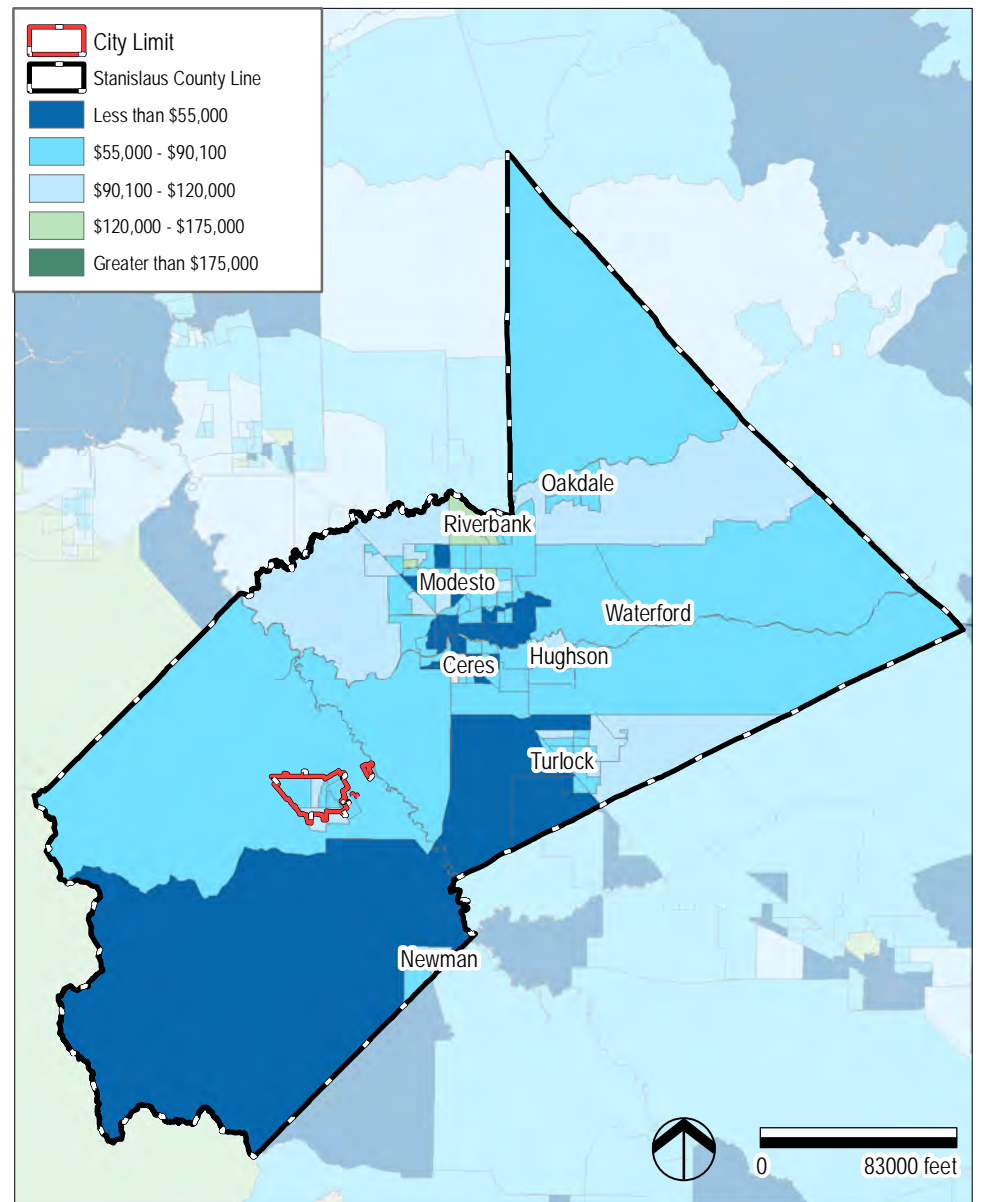 City Limit
Stanislaus County Line
Less than $55,000
$55,000 - $90,100
$90,100 - $120,000
$120,000 - $175,000
Greater than $175,000
Oakdale
Riverbank
Modesto
Waterford
Hughson
Ceres
Turlock
Newman
0 83000 feet